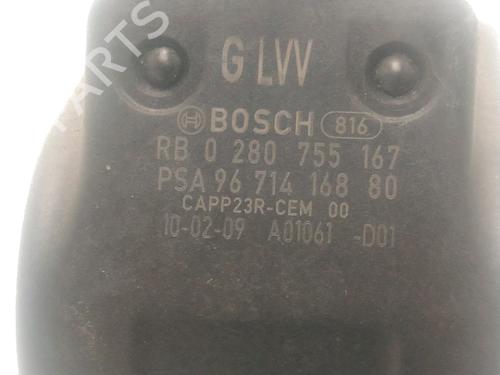 G LVV
BOSCH 816
RB 0 280 755 167
PSA 96 714 168 80
CAPP23R-CEM 00
10-02-09 A01061 -D01
PARTS